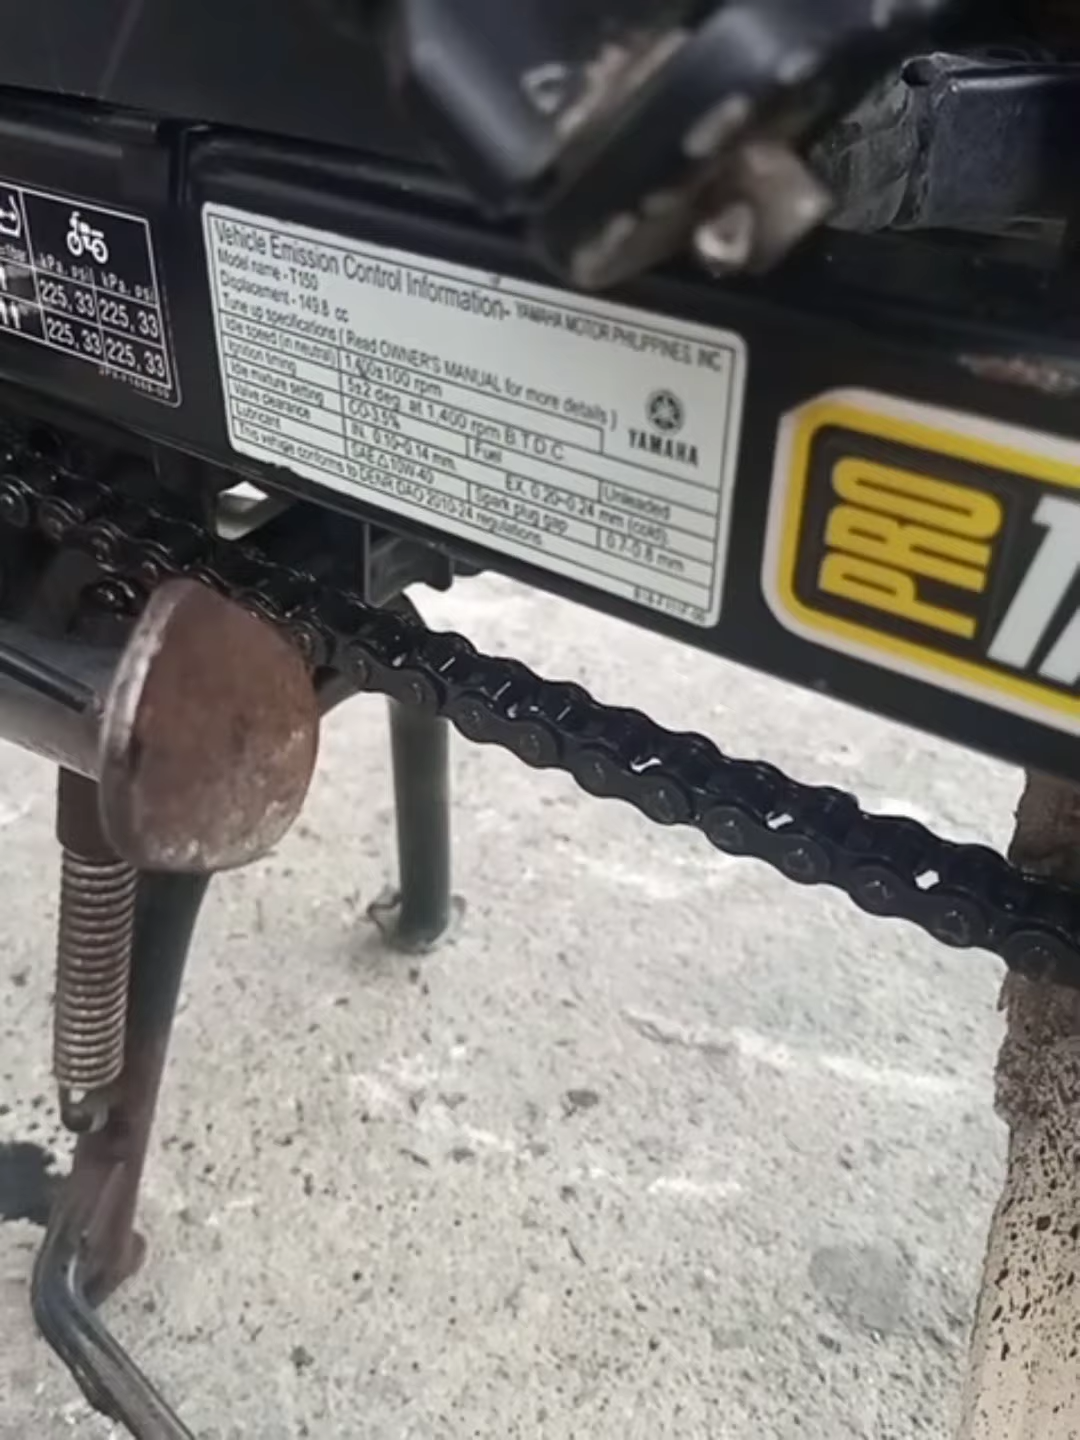 kPa, psi kPa, psi
225, 33 225, 33
225, 33 225, 33
Vehicle Emission Control Information- YAMAHA MOTOR PHILIPPINES, INC.
Model name - T150
Displacement - 149.8 cc
Tune up specifications ( Read OWNER'S MANUAL for more details )
Idle speed (in neutral) 1,400±100 rpm
Ignition timing 5±2 deg. at 1,400 rpm B.T.D.C
Idle mixture setting CO-3.5% Fuel Unleaded
Valve clearance IN. 0.10~0.14 mm EX. 0.20~0.24 mm (cold)
Lubricant SAE 10W-40 Spark plug gap 0.7-0.8 mm
This vehicle conforms to DENR DAO 2010-24 regulations
YAMAHA
PRO